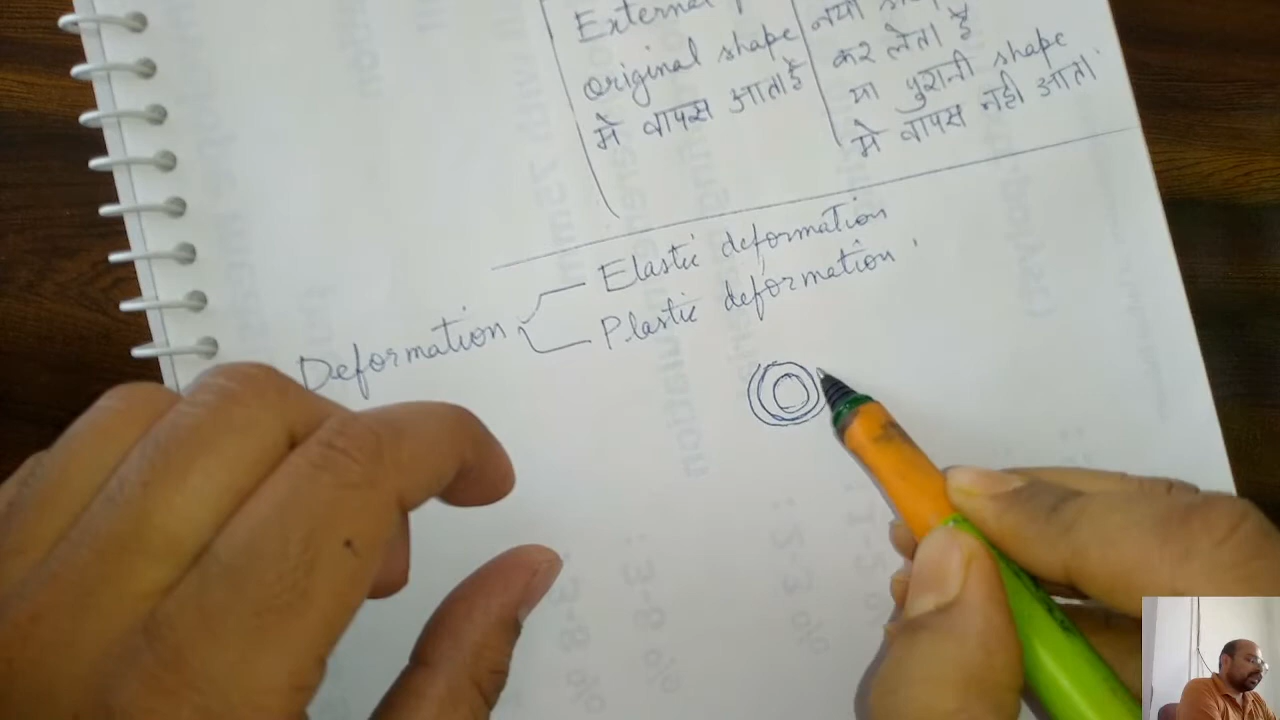 External
original shape
मे वापस आता है
नया
कर लेता है
या पुरानी shape
मे वापस नही आता.
Deformation
Elastic deformation
Plastic deformation